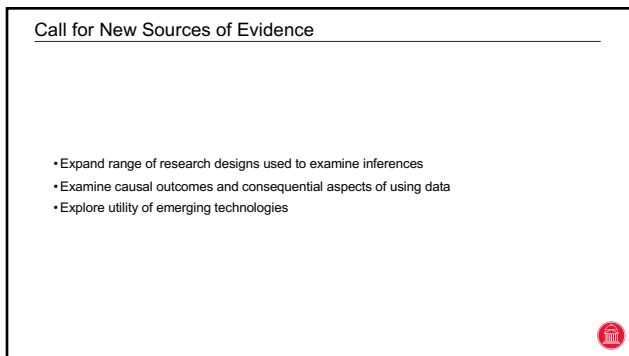 Call for New Sources of Evidence
•Expand range of research designs used to examine inferences
•Examine causal outcomes and consequential aspects of using data
•Explore utility of emerging technologies